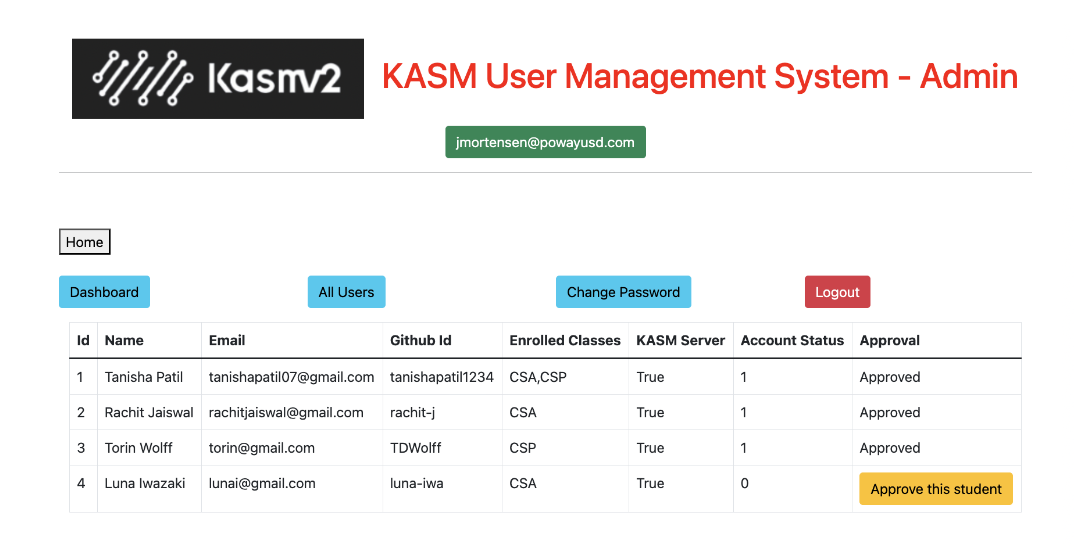 Kasmv2
KASM User Management System - Admin
jmortensen@powayusd.com
Home
Dashboard All Users Change Password Logout
Id Name Email Github Id Enrolled Classes KASM Server Account Status Approval
1 Tanisha Patil tanishapatil07@gmail.com tanishapatil1234 CSA,CSP True 1 Approved
2 Rachit Jaiswal rachitjaiswal@gmail.com rachit-j CSA True 1 Approved
3 Torin Wolff torin@gmail.com TDWolff CSP True 1 Approved
4 Luna Iwazaki lunai@gmail.com luna-iwa CSA True 0 Approve this student